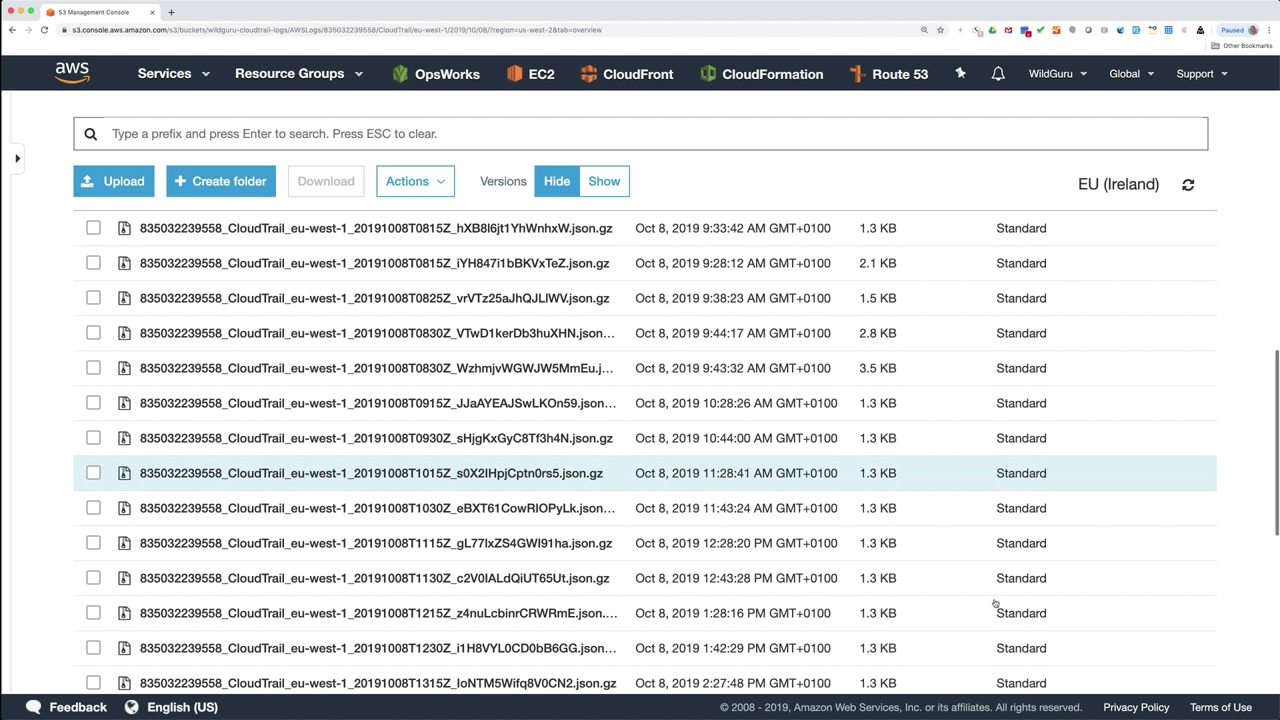 S3 Management Console
s3.console.aws.amazon.com/s3/buckets/wildguru-cloudtrail-logs/AWSLogs/835032239558/CloudTrail/eu-west-1/2019/10/08/?region=us-west-2&tab=overview
Paused
Other Bookmarks
aws Services Resource Groups OpsWorks EC2 CloudFront CloudFormation Route 53 WildGuru Global Support
Type a prefix and press Enter to search. Press ESC to clear.
Upload + Create folder Download Actions Versions Hide Show EU (Ireland)
835032239558_CloudTrail_eu-west-1_20191008T0815Z_hXB8I6jt1YhWnhxW.json.gz Oct 8, 2019 9:33:42 AM GMT+0100 1.3 KB Standard
835032239558_CloudTrail_eu-west-1_20191008T0815Z_iYH847i1bBKVxTeZ.json.gz Oct 8, 2019 9:28:12 AM GMT+0100 2.1 KB Standard
835032239558_CloudTrail_eu-west-1_20191008T0825Z_vrVTz25aJhQJLlWV.json.gz Oct 8, 2019 9:38:23 AM GMT+0100 1.5 KB Standard
835032239558_CloudTrail_eu-west-1_20191008T0830Z_VTwD1kerDb3huXHN.json... Oct 8, 2019 9:44:17 AM GMT+0100 2.8 KB Standard
835032239558_CloudTrail_eu-west-1_20191008T0830Z_WzhmjvWGWJW5MmEu.j... Oct 8, 2019 9:43:32 AM GMT+0100 3.5 KB Standard
835032239558_CloudTrail_eu-west-1_20191008T0915Z_JJaAYEAJSwLKOn59.json... Oct 8, 2019 10:28:26 AM GMT+0100 1.3 KB Standard
835032239558_CloudTrail_eu-west-1_20191008T0930Z_sHjgKxGyC8Tf3h4N.json.gz Oct 8, 2019 10:44:00 AM GMT+0100 1.3 KB Standard
835032239558_CloudTrail_eu-west-1_20191008T1015Z_s0X2IHpjCptn0rs5.json.gz Oct 8, 2019 11:28:41 AM GMT+0100 1.3 KB Standard
835032239558_CloudTrail_eu-west-1_20191008T1030Z_eBXT61CowRIOPyLk.json... Oct 8, 2019 11:43:24 AM GMT+0100 1.3 KB Standard
835032239558_CloudTrail_eu-west-1_20191008T1115Z_gL77lxZS4GWI91ha.json.gz Oct 8, 2019 12:28:20 PM GMT+0100 1.3 KB Standard
835032239558_CloudTrail_eu-west-1_20191008T1130Z_c2V0IALdQiUT65Ut.json.gz Oct 8, 2019 12:43:28 PM GMT+0100 1.3 KB Standard
835032239558_CloudTrail_eu-west-1_20191008T1215Z_z4nuLcbinrCRWRmE.json.... Oct 8, 2019 1:28:16 PM GMT+0100 1.3 KB Standard
835032239558_CloudTrail_eu-west-1_20191008T1230Z_i1H8VYL0CD0bB6GG.json... Oct 8, 2019 1:42:29 PM GMT+0100 1.3 KB Standard
835032239558_CloudTrail_eu-west-1_20191008T1315Z_loNTM5Wifq8V0CN2.json.gz Oct 8, 2019 2:27:48 PM GMT+0100 1.3 KB Standard
Feedback English (US) © 2008 - 2019, Amazon Web Services, Inc. or its affiliates. All rights reserved. Privacy Policy Terms of Use